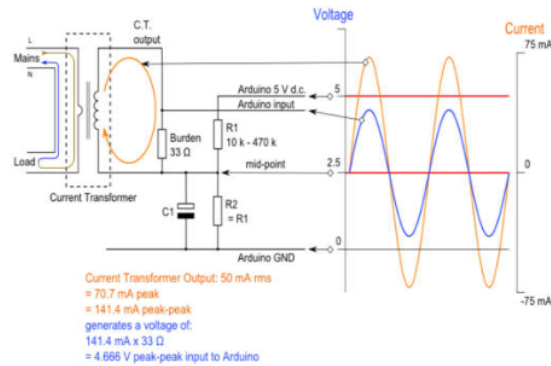 Voltage
C.T.
output
Current
75 mA
L
Mains
N
Arduino 5 V d.c.
5
Arduino input
R1
10 k - 470 k
Burden
33 Ω
mid-point
2.5
0
Load
Current Transformer
C1
R2
= R1
0
Arduino GND
-75 mA
Current Transformer Output: 50 mA rms
= 70.7 mA peak
= 141.4 mA peak-peak
generates a voltage of:
141.4 mA x 33 Ω
= 4.666 V peak-peak input to Arduino